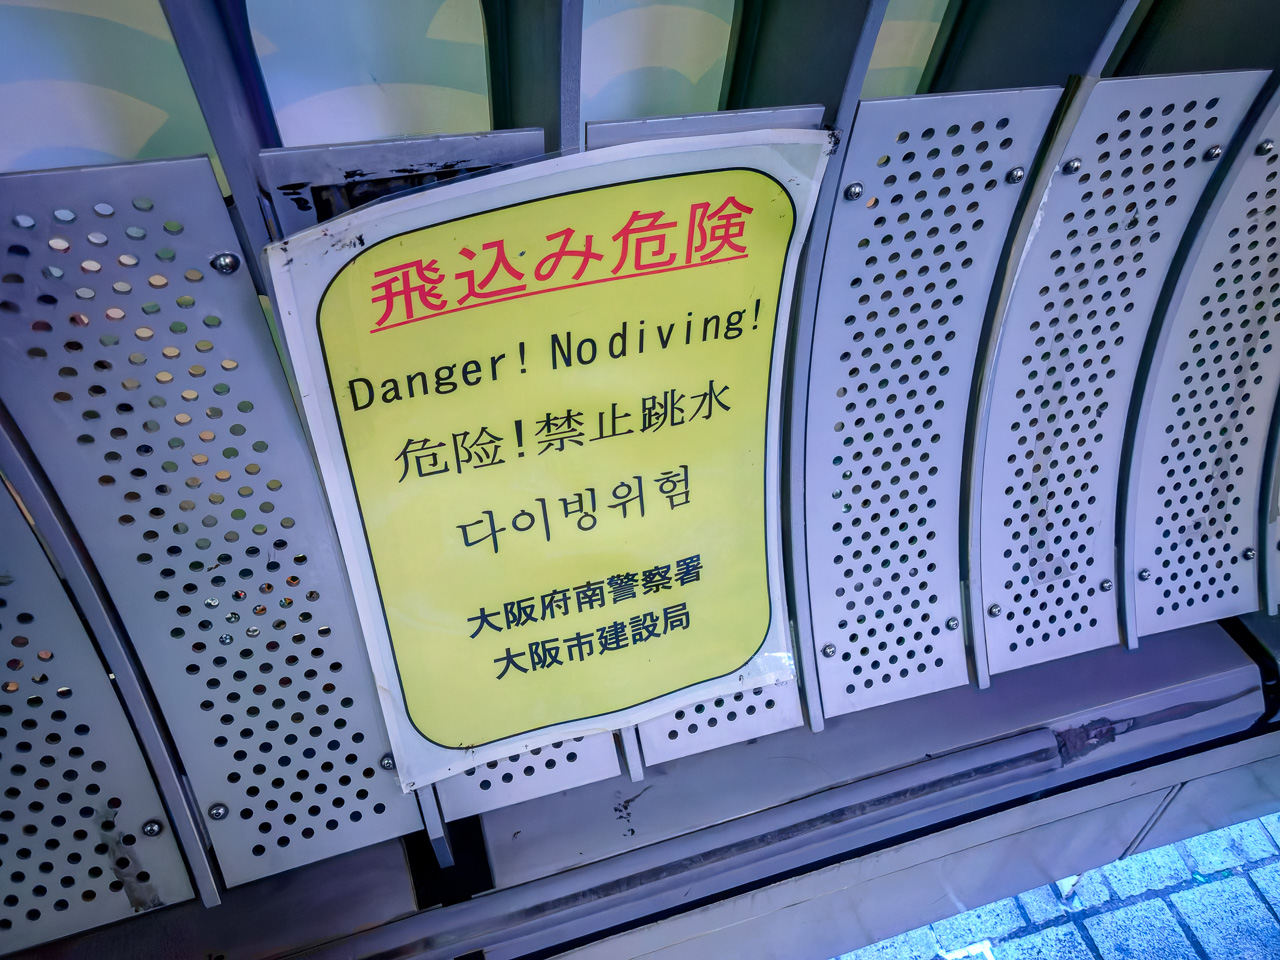 飛込み危険
Danger! No diving!
危险!禁止跳水
다이빙위험
大阪府南警察署
大阪市建設局